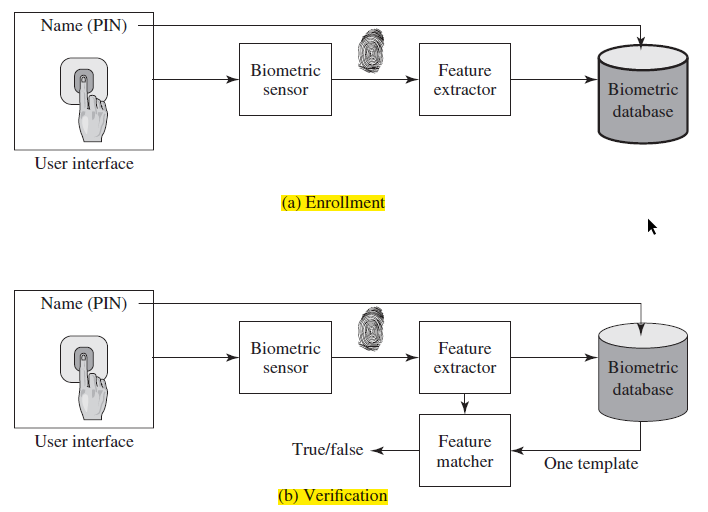 Name (PIN)
Biometric
sensor
Feature
extractor
Biometric
database
User interface
(a) Enrollment
Name (PIN)
Biometric
sensor
Feature
extractor
Biometric
database
User interface
True/false
Feature
matcher
One template
(b) Verification